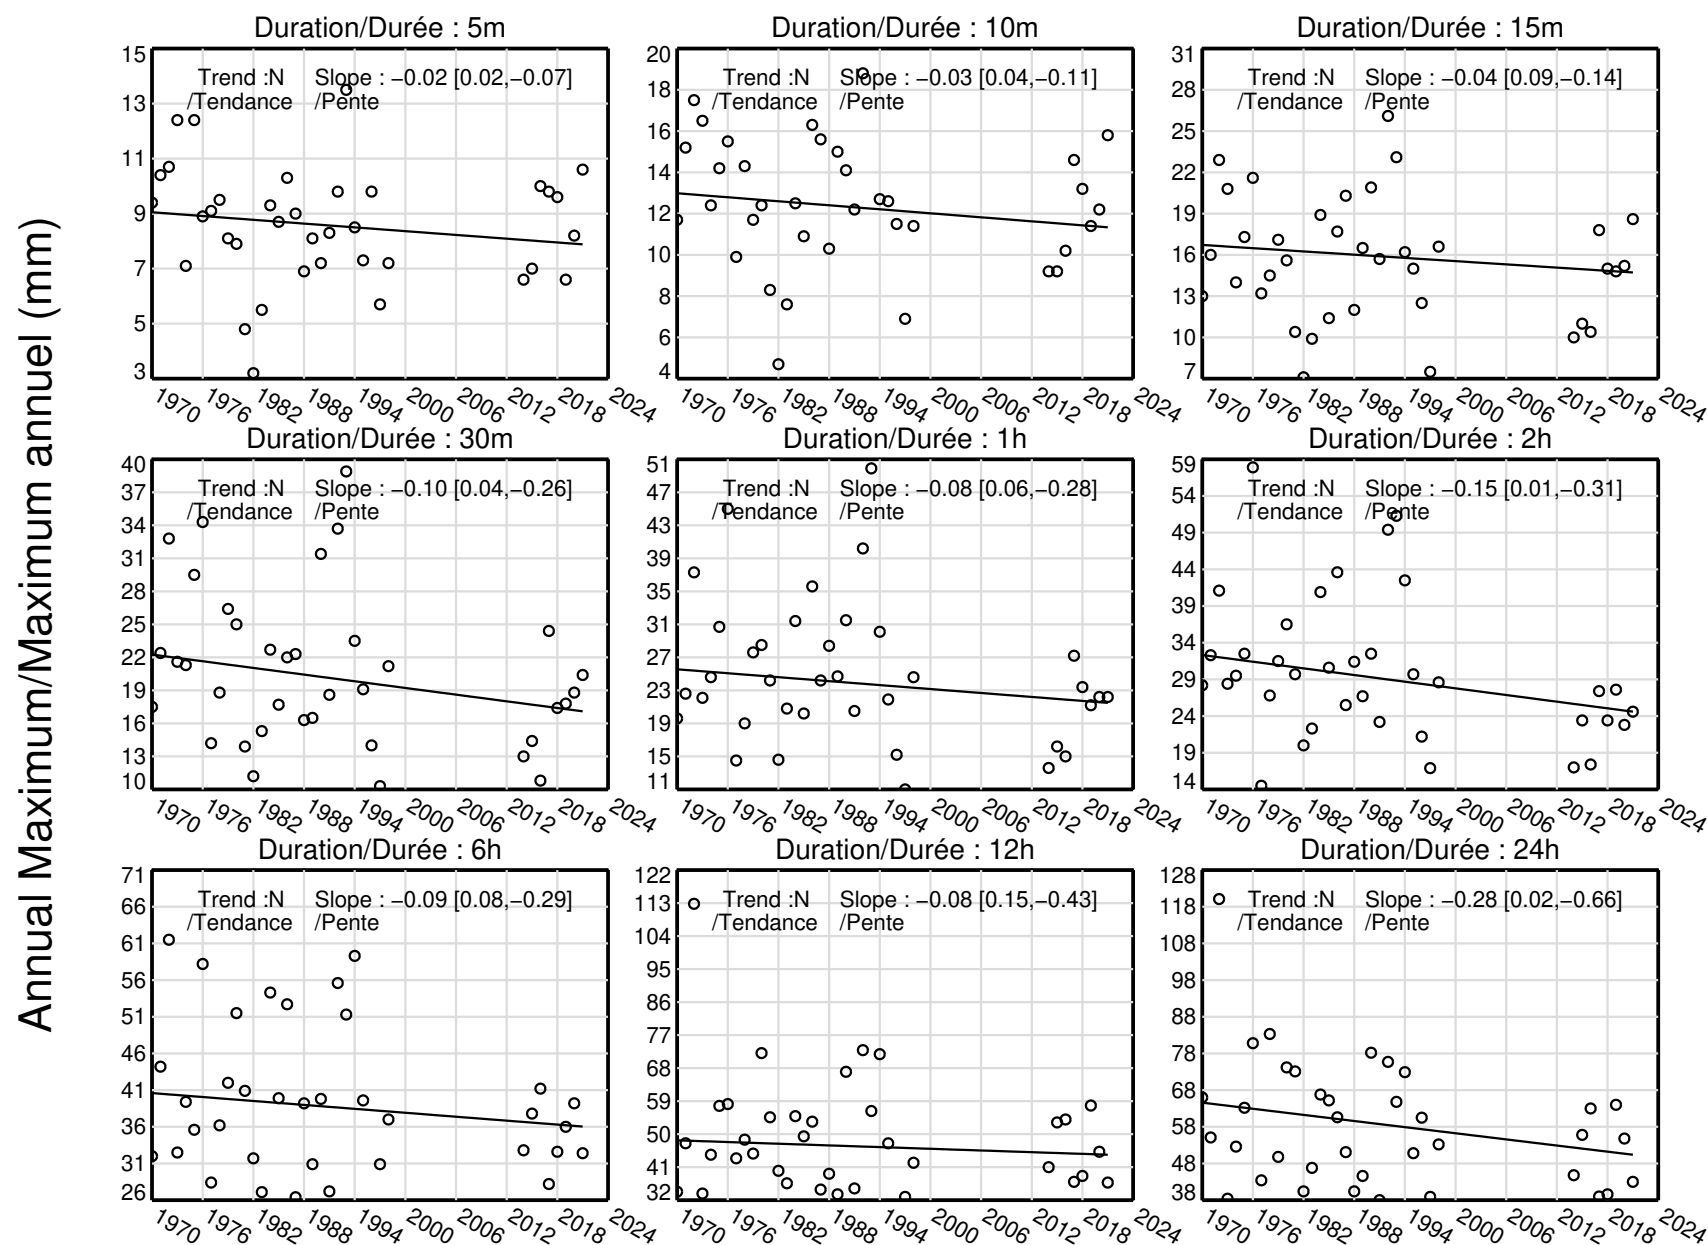 Annual Maximum/Maximum annuel (mm)
Duration/Durée : 5m
15
13
11
9
7
5
3
Trend :N Slope : −0.02 [0.02,−0.07]
/Tendance /Pente
1970 1976 1982 1988 1994 2000 2006 2012 2018 2024
Duration/Durée : 10m
20
18
16
14
12
10
8
6
4
Trend :N Slope : −0.03 [0.04,−0.11]
/Tendance /Pente
1970 1976 1982 1988 1994 2000 2006 2012 2018 2024
Duration/Durée : 15m
31
28
25
22
19
16
13
10
7
Trend :N Slope : −0.04 [0.09,−0.14]
/Tendance /Pente
1970 1976 1982 1988 1994 2000 2006 2012 2018 2024
Duration/Durée : 30m
40
37
34
31
28
25
22
19
16
13
10
Trend :N Slope : −0.10 [0.04,−0.26]
/Tendance /Pente
1970 1976 1982 1988 1994 2000 2006 2012 2018 2024
Duration/Durée : 1h
51
47
43
39
35
31
27
23
19
15
11
Trend :N Slope : −0.08 [0.06,−0.28]
/Tendance /Pente
1970 1976 1982 1988 1994 2000 2006 2012 2018 2024
Duration/Durée : 2h
59
54
49
44
39
34
29
24
19
14
Trend :N Slope : −0.15 [0.01,−0.31]
/Tendance /Pente
1970 1976 1982 1988 1994 2000 2006 2012 2018 2024
Duration/Durée : 6h
71
66
61
56
51
46
41
36
31
26
Trend :N Slope : −0.09 [0.08,−0.29]
/Tendance /Pente
1970 1976 1982 1988 1994 2000 2006 2012 2018 2024
Duration/Durée : 12h
122
113
104
95
86
77
68
59
50
41
32
Trend :N Slope : −0.08 [0.15,−0.43]
/Tendance /Pente
1970 1976 1982 1988 1994 2000 2006 2012 2018 2024
Duration/Durée : 24h
128
118
108
98
88
78
68
58
48
38
Trend :N Slope : −0.28 [0.02,−0.66]
/Tendance /Pente
1970 1976 1982 1988 1994 2000 2006 2012 2018 2024